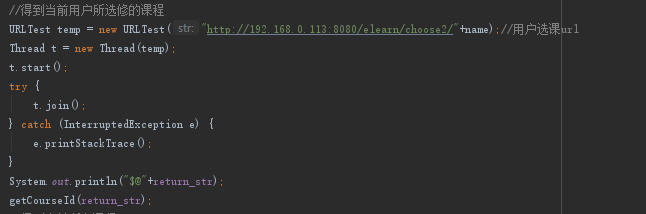 //得到当前用户所选修的课程
URLTest temp = new URLTest( str: "http://192.168.0.113:8080/elearn/choose2/"+name);//用户选课url
Thread t = new Thread(temp);
t.start();
try {
t.join();
} catch (InterruptedException e) {
e.printStackTrace();
}
System.out.println("$@"+return_str);
getCourseId(return_str);